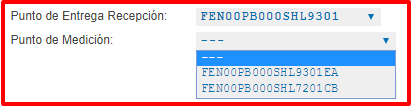 Punto de Entrega Recepción: FEN00PB000SHL9301
Punto de Medición: ---
---
FEN00PB000SHL9301EA
FEN00PB000SHL7201CB